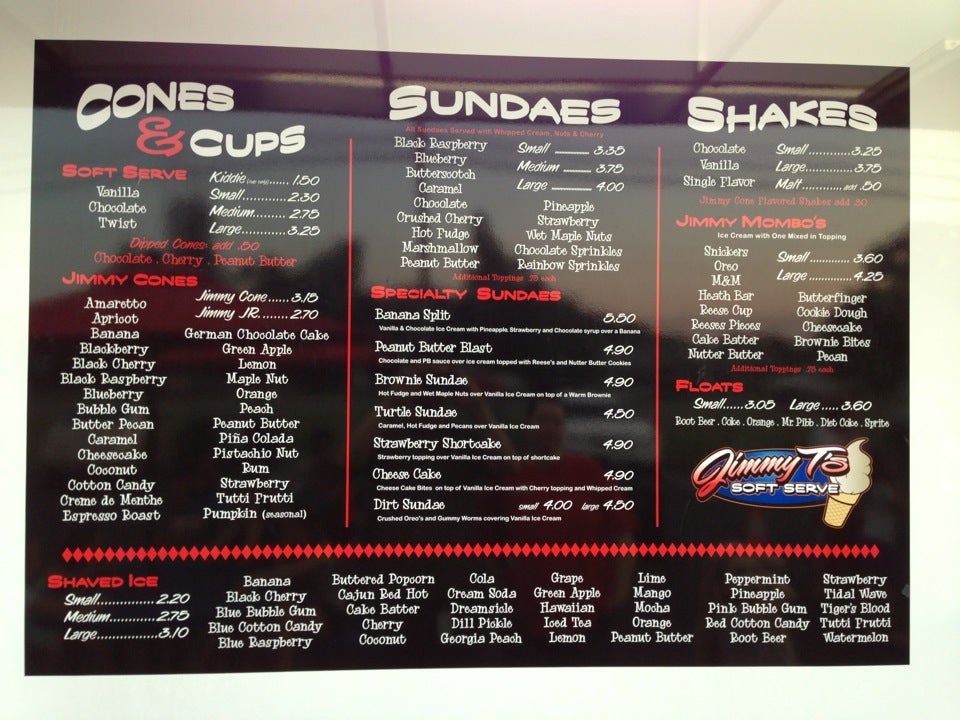 CONES
& CUPS
SOFT SERVE
Vanilla
Chocolate
Twist
Kiddie (cup only)......1.50
Small...........2.30
Medium........2.75
Large...........3.25
Dipped Cones: add .50
Chocolate . Cherry . Peanut Butter
JIMMY CONES
Jimmy Cone......3.15
Jimmy JR.........2.70
Amaretto
Apricot
Banana
Blackberry
Black Cherry
Black Raspberry
Blueberry
Bubble Gum
Butter Pecan
Caramel
Cheesecake
Coconut
Cotton Candy
Creme de Menthe
Espresso Roast
German Chocolate Cake
Green Apple
Lemon
Maple Nut
Orange
Peach
Peanut Butter
Piña Colada
Pistachio Nut
Rum
Strawberry
Tutti Frutti
Pumpkin (seasonal)
SUNDAES
All Sundaes Served with Whipped Cream, Nuts & Cherry
Black Raspberry
Blueberry
Butterscotch
Caramel
Chocolate
Crushed Cherry
Hot Fudge
Marshmallow
Peanut Butter
Small ........... 3.35
Medium ........... 3.75
Large ........... 4.00
Pineapple
Strawberry
Wet Maple Nuts
Chocolate Sprinkles
Rainbow Sprinkles
Additional Toppings .75 each
SPECIALTY SUNDAES
Banana Split 5.50
Vanilla & Chocolate Ice Cream with Pineapple, Strawberry and Chocolate syrup over a Banana
Peanut Butter Blast 4.90
Chocolate and PB sauce over ice cream topped with Reese's and Nutter Butter Cookies
Brownie Sundae 4.90
Hot Fudge and Wet Maple Nuts over Vanilla Ice Cream on top of a Warm Brownie
Turtle Sundae 4.50
Caramel, Hot Fudge and Pecans over Vanilla Ice Cream
Strawberry Shortcake 4.90
Strawberry topping over Vanilla Ice Cream on top of shortcake
Cheese Cake 4.90
Cheese Cake Bites on top of Vanilla Ice Cream with Cherry topping and Whipped Cream
Dirt Sundae small 4.00 large 4.80
Crushed Oreo's and Gummy Worms covering Vanilla Ice Cream
SHAKES
Chocolate
Vanilla
Single Flavor
Small ............3.25
Large............3.75
Malt ............add .50
Jimmy Cone Flavored Shakes add .30
JIMMY MOMBO'S
Ice Cream with One Mixed in Topping
Snickers
Oreo
M&M
Heath Bar
Reese Cup
Reeses Pieces
Cake Batter
Nutter Butter
Small ............3.60
Large ............4.25
Butterfinger
Cookie Dough
Cheesecake
Brownie Bites
Pecan
Additional Toppings .75 each
FLOATS
Small......3.05 Large ..... 3.60
Root Beer . Coke . Orange . Mr. Pibb . Diet Coke . Sprite
Jimmy T's
SOFT SERVE
SHAVED ICE
Small...............2.20
Medium............2.75
Large...............3.10
Banana
Black Cherry
Blue Bubble Gum
Blue Cotton Candy
Blue Raspberry
Buttered Popcorn
Cajun Red Hot
Cake Batter
Cherry
Coconut
Cola
Cream Soda
Dreamsicle
Dill Pickle
Georgia Peach
Grape
Green Apple
Hawaiian
Iced Tea
Lemon
Lime
Mango
Mocha
Orange
Peanut Butter
Peppermint
Pineapple
Pink Bubble Gum
Red Cotton Candy
Root Beer
Strawberry
Tidal Wave
Tiger's Blood
Tutti Frutti
Watermelon